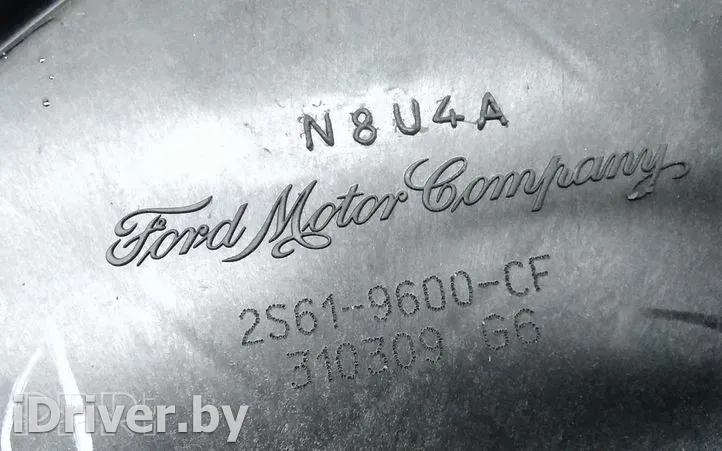 N8U4A
Ford Motor Company
2S61-9600-CF
310309 G6
iDriver.by